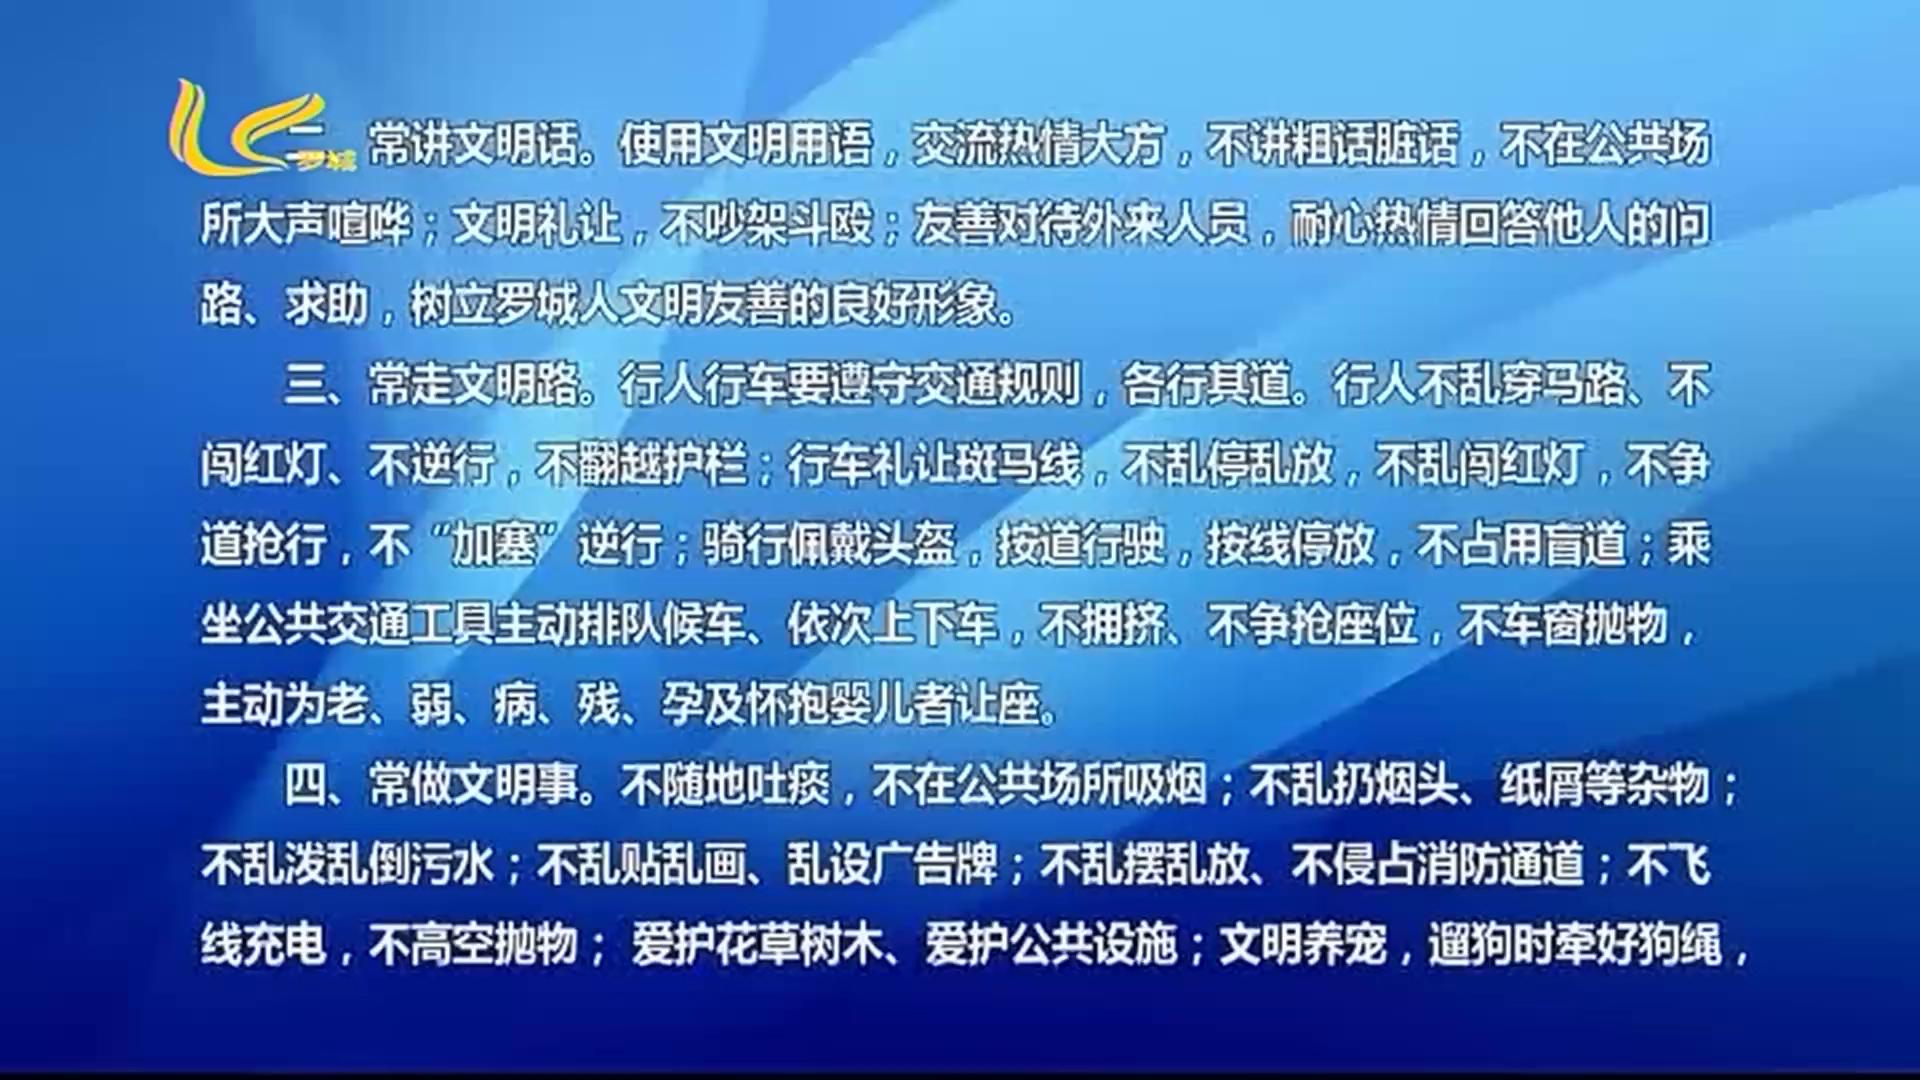 二、常讲文明话。使用文明用语，交流热情大方，不讲粗话脏话，不在公共场
罗城
所大声喧哗；文明礼让，不吵架斗殴；友善对待外来人员，耐心热情回答他人的问
路、求助，树立罗城人文明友善的良好形象。
三、常走文明路。行人行车要遵守交通规则，各行其道。行人不乱穿马路、不
闯红灯、不逆行，不翻越护栏；行车礼让斑马线，不乱停乱放，不乱闯红灯，不争
道抢行，不“加塞”逆行；骑行佩戴头盔，按道行驶，按线停放，不占用盲道；乘
坐公共交通工具主动排队候车、依次上下车，不拥挤、不争抢座位，不车窗抛物，
主动为老、弱、病、残、孕及怀抱婴儿者让座。
四、常做文明事。不随地吐痰，不在公共场所吸烟；不乱扔烟头、纸屑等杂物；
不乱泼乱倒污水；不乱贴乱画、乱设广告牌；不乱摆乱放、不侵占消防通道；不飞
线充电，不高空抛物； 爱护花草树木、爱护公共设施；文明养宠，遛狗时牵好狗绳，